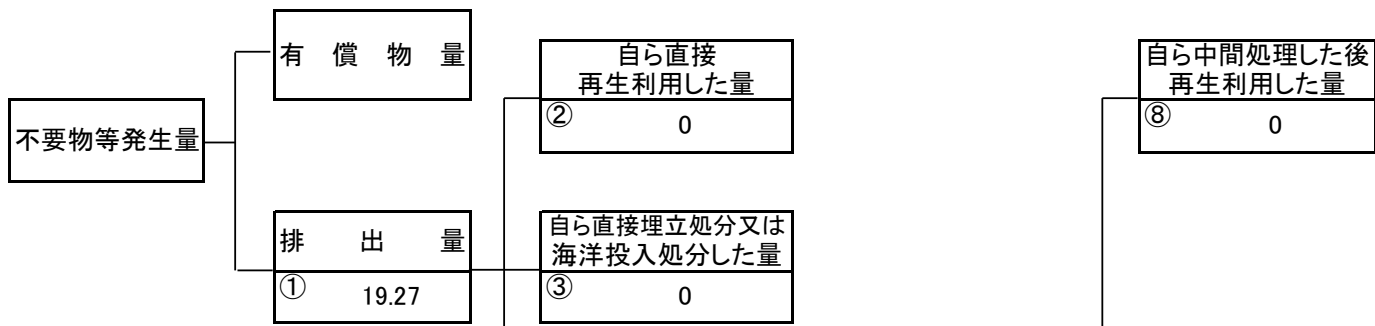 有償物量
自ら直接
再生利用した量
② 0
自ら中間処理した後
再生利用した量
⑧ 0
不要物等発生量
排出量
① 19.27
自ら直接埋立処分又は
海洋投入処分した量
③ 0